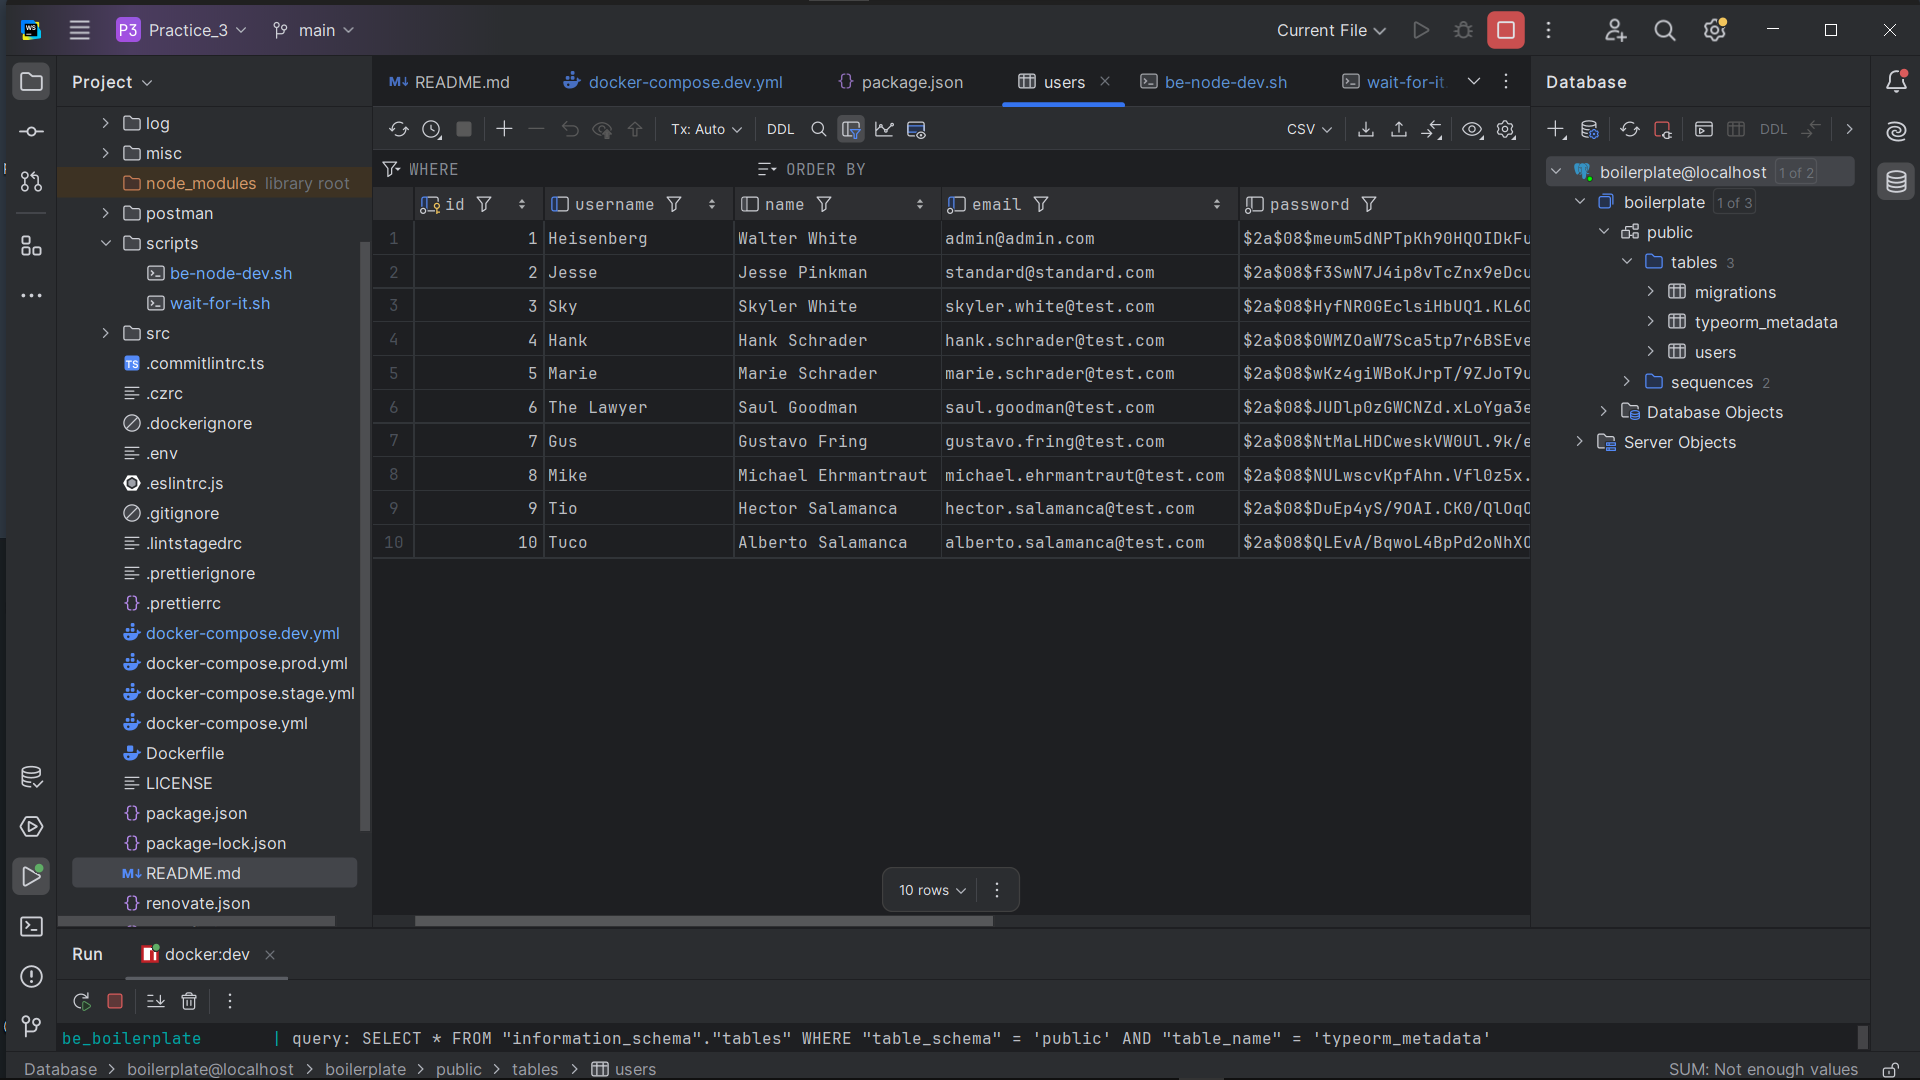 WS
P3 Practice_3
main
Current File
Project
README.md
docker-compose.dev.yml
package.json
users
be-node-dev.sh
wait-for-it.
Database
log
misc
node_modules library root
postman
scripts
be-node-dev.sh
wait-for-it.sh
src
TS .commitlintrc.ts
.czrc
.dockerignore
.env
.eslintrc.js
.gitignore
.lintstagedrc
.prettierignore
.prettierrc
docker-compose.dev.yml
docker-compose.prod.yml
docker-compose.stage.yml
docker-compose.yml
Dockerfile
LICENSE
package.json
package-lock.json
README.md
renovate.json
Tx: Auto
DDL
CSV
WHERE
ORDER BY
id username name email password
1 1 Heisenberg Walter White admin@admin.com $2a$08$meum5dNPTpKh90HQOIDkFu
2 2 Jesse Jesse Pinkman standard@standard.com $2a$08$f3SwN7J4ip8vTcZnx9eDcu
3 3 Sky Skyler White skyler.white@test.com $2a$08$HyfNR0GEclsiHbUQ1.KL6O
4 4 Hank Hank Schrader hank.schrader@test.com $2a$08$0WMZOaW7Sca5tp7r6BSEve
5 5 Marie Marie Schrader marie.schrader@test.com $2a$08$wKz4giWBoKJrpT/9ZJoT9u
6 6 The Lawyer Saul Goodman saul.goodman@test.com $2a$08$JUDlp0zGWCNZd.xLoYga3e
7 7 Gus Gustavo Fring gustavo.fring@test.com $2a$08$NtMaLHDCweskVW0Ul.9k/e
8 8 Mike Michael Ehrmantraut michael.ehrmantraut@test.com $2a$08$NULwscvKpfAhn.Vfl0z5x.
9 9 Tio Hector Salamanca hector.salamanca@test.com $2a$08$DuEp4yS/9OAI.CK0/QlOqO
10 10 Tuco Alberto Salamanca alberto.salamanca@test.com $2a$08$QLEvA/BqwoL4BpPd2oNhXO
10 rows
DDL
boilerplate@localhost 1 of 2
boilerplate 1 of 3
public
tables 3
migrations
typeorm_metadata
users
sequences 2
Database Objects
Server Objects
Run
docker:dev
be_boilerplate | query: SELECT * FROM "information_schema"."tables" WHERE "table_schema" = 'public' AND "table_name" = 'typeorm_metadata'
Database > boilerplate@localhost > boilerplate > public > tables > users
SUM: Not enough values